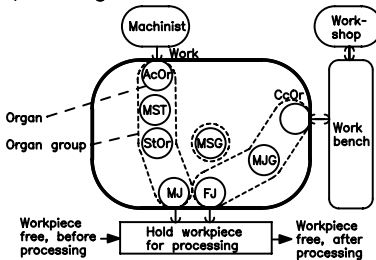 Machinist
Work-
shop
Work
AcOr
CcOr
Organ
MST
Organ group
StOr
MSG
MJG
Work
bench
MJ
FJ
Workpiece
free, before
processing
Hold workpiece
for processing
Workpiece
free, after
processing